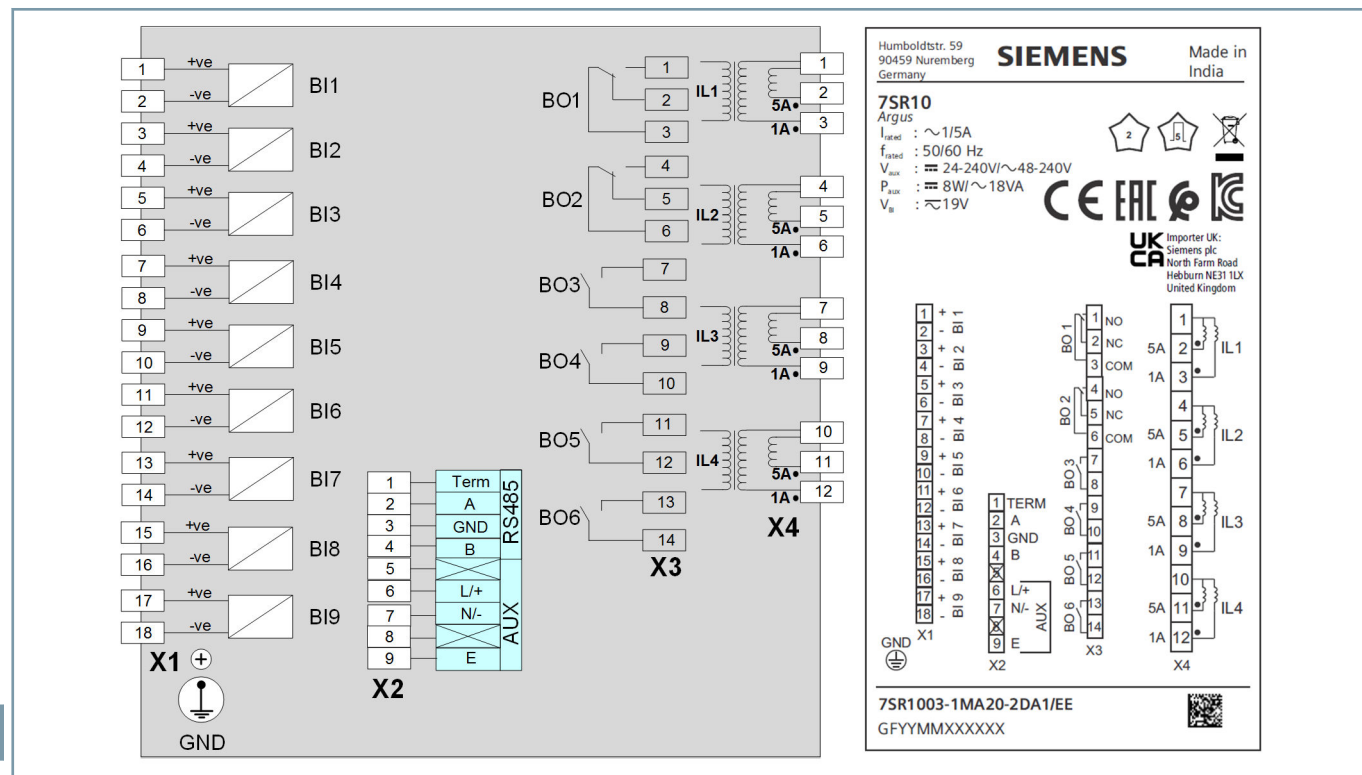 1 +ve
2 -ve
BI1
3 +ve
4 -ve
BI2
5 +ve
6 -ve
BI3
7 +ve
8 -ve
BI4
9 +ve
10 -ve
BI5
11 +ve
12 -ve
BI6
13 +ve
14 -ve
BI7
15 +ve
16 -ve
BI8
17 +ve
18 -ve
BI9
X1
GND
1 Term
2 A
3 GND
4 B
5
6 L/+
7 N/-
8
9 E
RS485
AUX
X2
BO1
1
2
3
BO2
4
5
6
BO3
7
8
BO4
9
10
BO5
11
12
BO6
13
14
X3
IL1
1
2
5A
1A 3
IL2
4
5
5A
1A 6
IL3
7
8
5A
1A 9
IL4
10
11
5A
1A 12
X4
Humboldtstr. 59
90459 Nuremberg
Germany
SIEMENS
Made in
India
7SR10
Argus
Irated : ~1/5A
frated : 50/60 Hz
Vaux : ⎓ 24-240V/~48-240V
Paux : ⎓ 8W/~18VA
VBI : ⏦19V
2
5
CE EAC
UK
CA
Importer UK:
Siemens plc
North Farm Road
Hebburn NE31 1LX
United Kingdom
1 +
2 -
BI 1
3 +
4 -
BI 2
5 +
6 -
BI 3
7 +
8 -
BI 4
9 +
10 -
BI 5
11 +
12 -
BI 6
13 +
14 -
BI 7
15 +
16 -
BI 8
17 +
18 -
BI 9
X1
GND
1 TERM
2 A
3 GND
4 B
5
6 L/+
7 N/-
8
9 E
AUX
X2
BO 1
1 NO
2 NC
3 COM
BO 2
4 NO
5 NC
6 COM
BO 3
7
8
BO 4
9
10
BO 5
11
12
BO 6
13
14
X3
1
5A 2 IL1
1A 3
4
5A 5 IL2
1A 6
7
5A 8 IL3
1A 9
10
5A 11 IL4
1A 12
X4
7SR1003-1MA20-2DA1/EE
GFYYMMXXXXXX